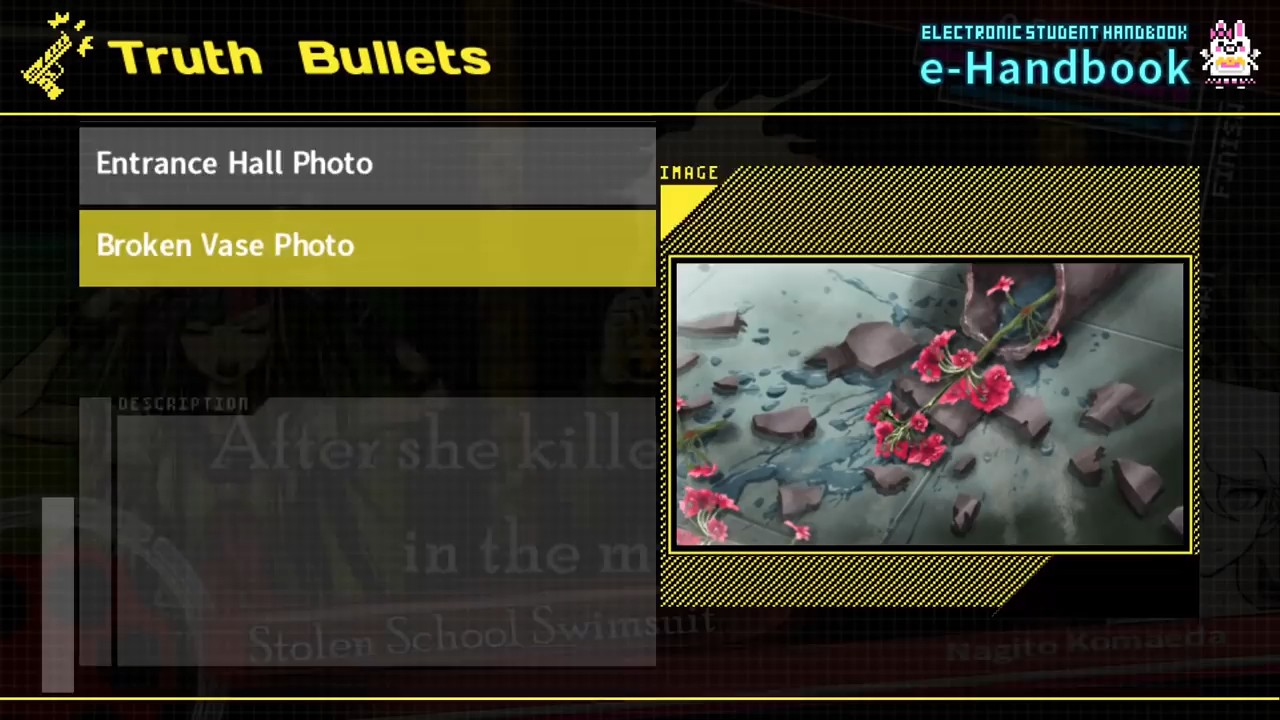 Truth Bullets
ELECTRONIC STUDENT HANDBOOK
e-Handbook
Entrance Hall Photo
IMAGE
Broken Vase Photo
DESCRIPTION
After she kille
in the m
Stolen School Swimsuit
Nagito Komaeda
FINISH